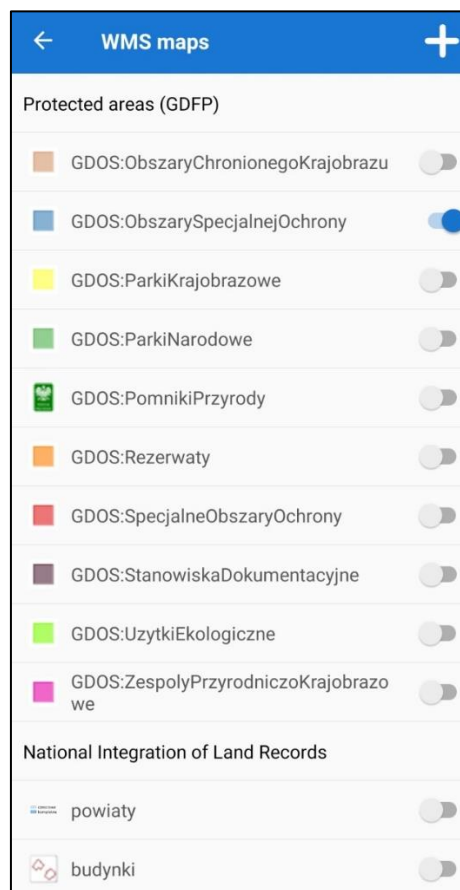 WMS maps
Protected areas (GDFP)
GDOS:ObszaryChronionegoKrajobrazu
GDOS:ObszarySpecjalnejOchrony
GDOS:ParkiKrajobrazowe
GDOS:ParkiNarodowe
GDOS:PomnikiPrzyrody
GDOS:Rezerwaty
GDOS:SpecjalneObszaryOchrony
GDOS:StanowiskaDokumentacyjne
GDOS:UzytkiEkologiczne
GDOS:ZespolyPrzyrodniczoKrajobrazo
we
National Integration of Land Records
powiaty
budynki